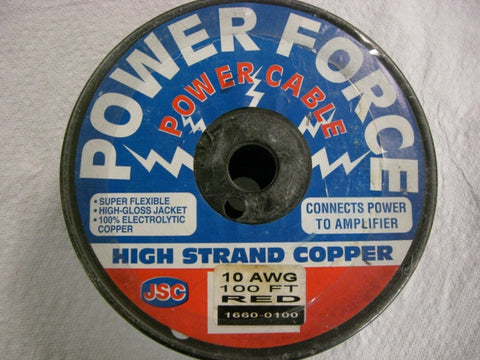 POWER FORCE
POWER CABLE
• SUPER FLEXIBLE
• HIGH-GLOSS JACKET
• 100% ELECTROLYTIC
COPPER
CONNECTS POWER
TO AMPLIFIER
HIGH STRAND COPPER
JSC
10 AWG
100 FT
RED
1660-0100